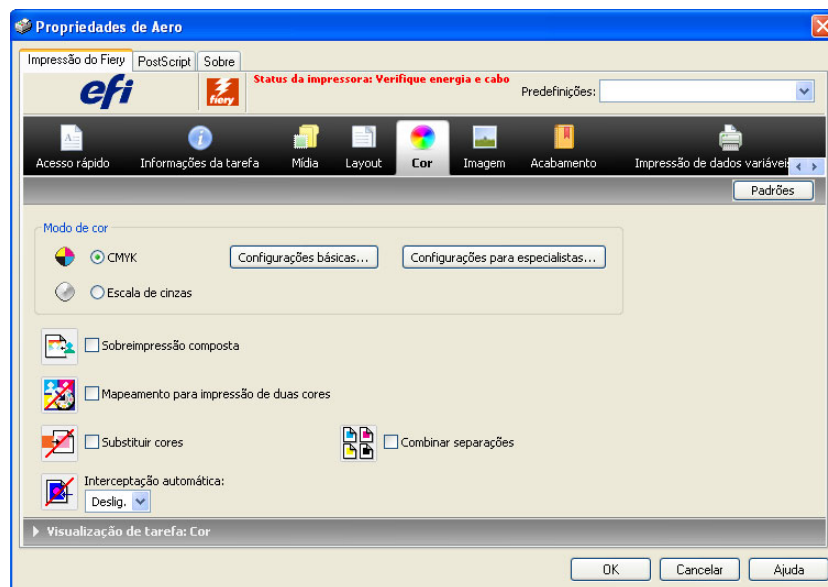 Propriedades de Aero
Impressão do Fiery PostScript Sobre
efi
fiery
Status da impressora: Verifique energia e cabo
Predefinições:
Acesso rápido Informações da tarefa Mídia Layout Cor Imagem Acabamento Impressão de dados variáveis
Padrões
Modo de cor
CMYK Configurações básicas... Configurações para especialistas...
Escala de cinzas
Sobreimpressão composta
Mapeamento para impressão de duas cores
Substituir cores Combinar separações
Interceptação automática:
Deslig.
Visualização de tarefa: Cor
OK Cancelar Ajuda